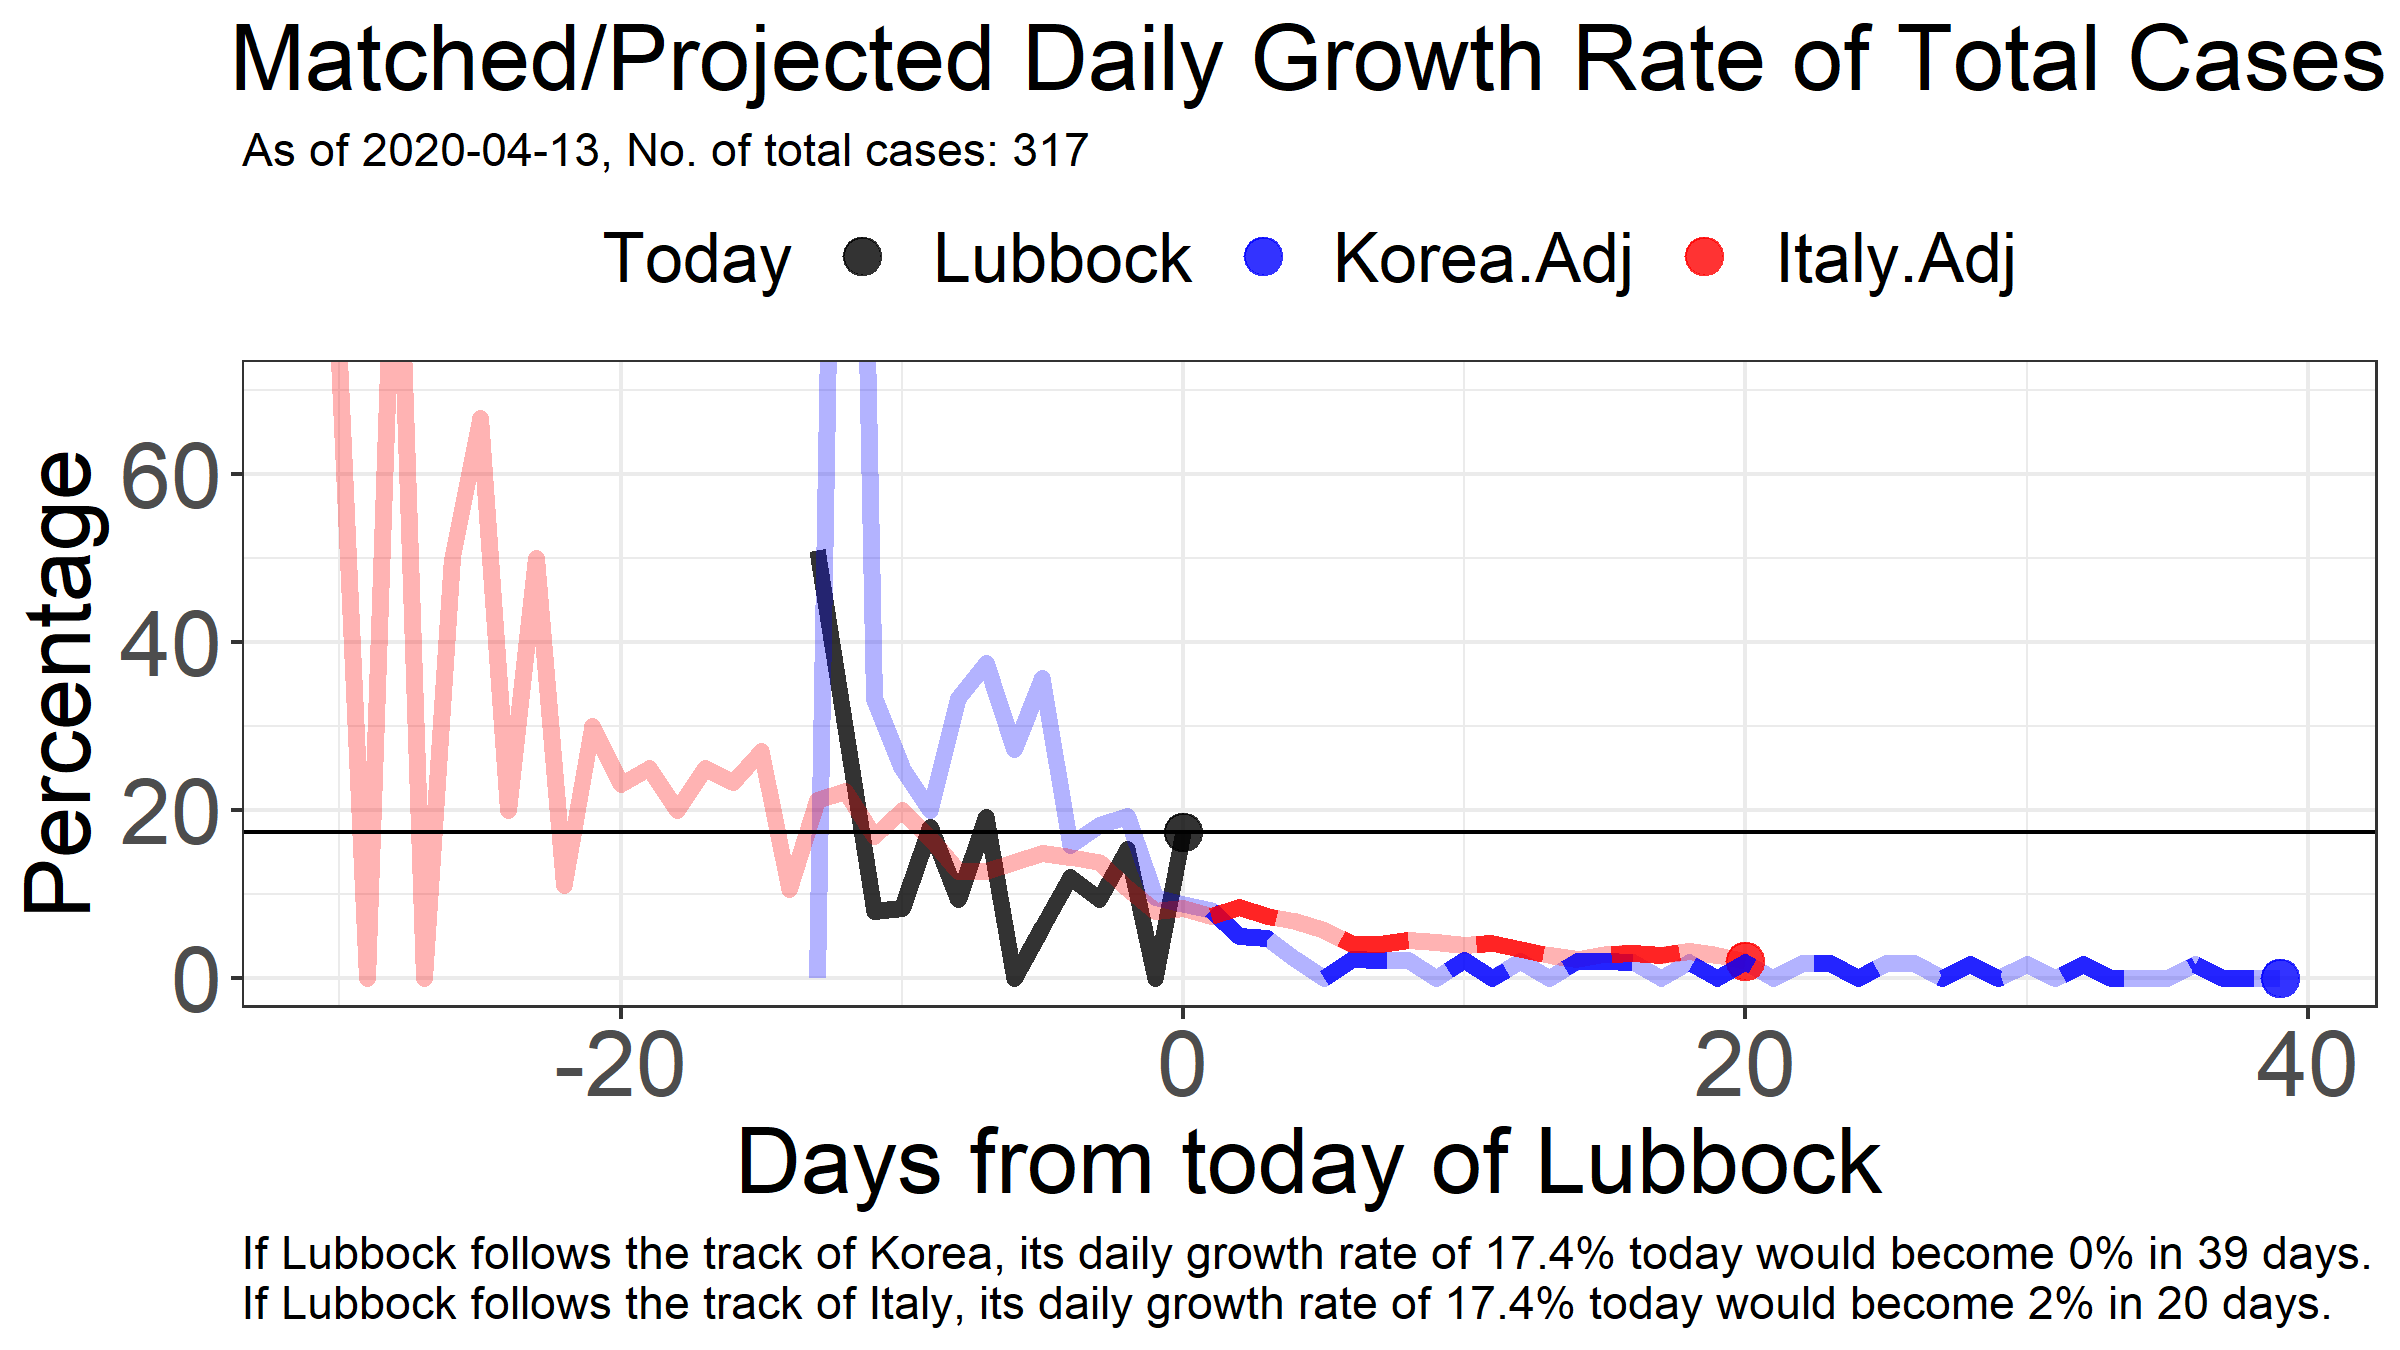 Matched/Projected Daily Growth Rate of Total Cases
As of 2020-04-13, No. of total cases: 317
Today Lubbock Korea.Adj Italy.Adj
Percentage
60
40
20
0
-20 0 20 40
Days from today of Lubbock
If Lubbock follows the track of Korea, its daily growth rate of 17.4% today would become 0% in 39 days.
If Lubbock follows the track of Italy, its daily growth rate of 17.4% today would become 2% in 20 days.